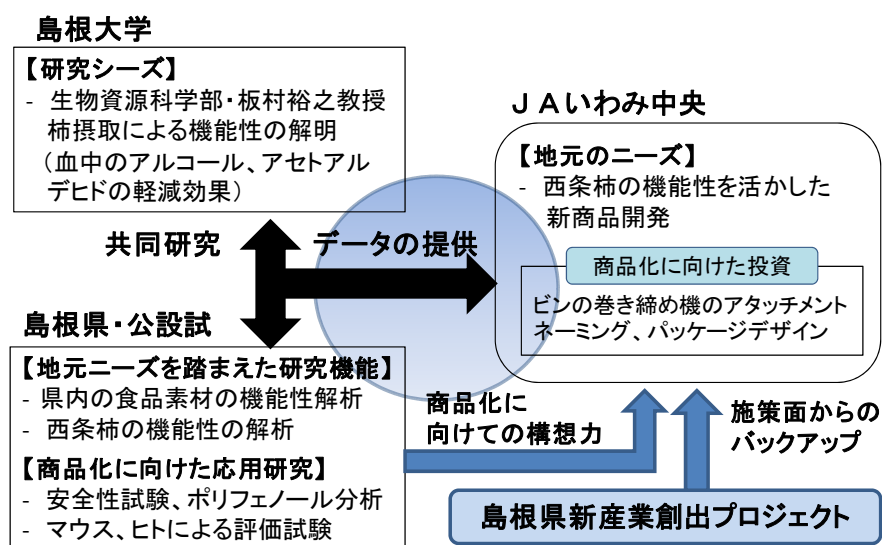 島根大学
【研究シーズ】
- 生物資源科学部・板村裕之教授
柿摂取による機能性の解明
（血中のアルコール、アセトアル
デヒドの軽減効果）
共同研究
データの提供
島根県・公設試
【地元ニーズを踏まえた研究機能】
- 県内の食品素材の機能性解析
- 西条柿の機能性の解析
【商品化に向けた応用研究】
- 安全性試験、ポリフェノール分析
- マウス、ヒトによる評価試験
ＪＡいわみ中央
【地元のニーズ】
- 西条柿の機能性を活かした
新商品開発
商品化に向けた投資
ビンの巻き締め機のアタッチメント
ネーミング、パッケージデザイン
商品化に
向けての構想力
施策面からの
バックアップ
島根県新産業創出プロジェクト